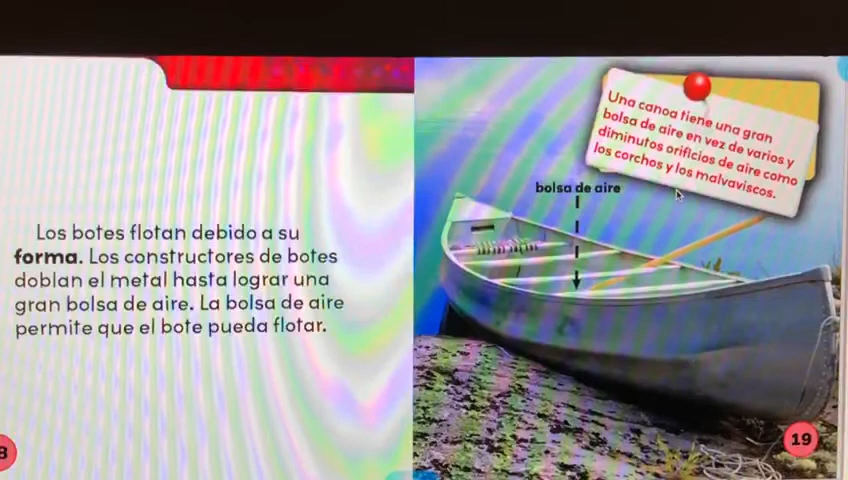 Los botes flotan debido a su
forma. Los constructores de botes
doblan el metal hasta lograr una
gran bolsa de aire. La bolsa de aire
permite que el bote pueda flotar.
8
Una canoa tiene una gran
bolsa de aire en vez de varios y
diminutos orificios de aire como
los corchos y los malvaviscos.
bolsa de aire
19